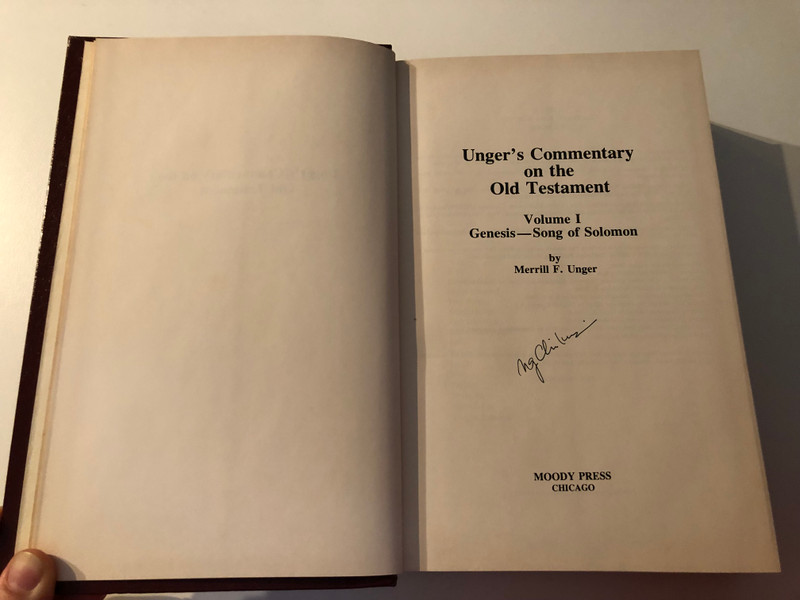 Unger's Commentary
on the
Old Testament
Volume I
Genesis—Song of Solomon
by
Merrill F. Unger
MOODY PRESS
CHICAGO